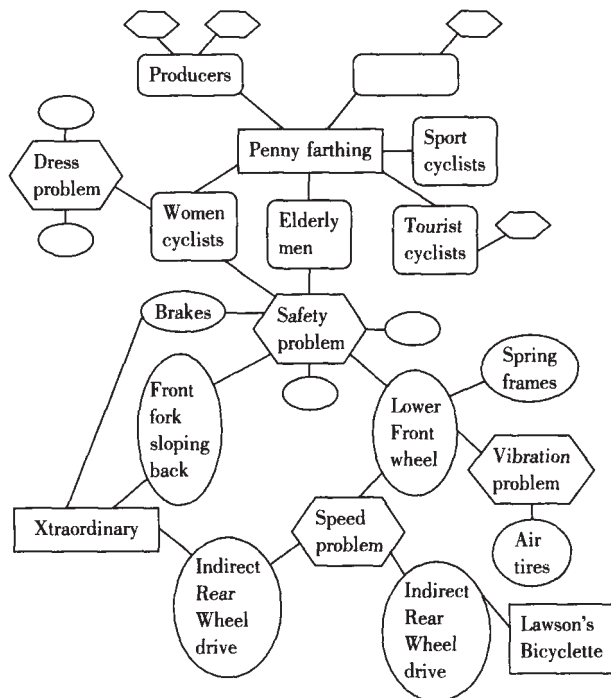 Producers
Penny farthing
Sport
cyclists
Dress
problem
Women
cyclists
Elderly
men
Tourist
cyclists
Brakes
Safety
problem
Spring
frames
Front
fork
sloping
back
Lower
Front
wheel
Vibration
problem
Xtraordinary
Speed
problem
Air
tires
Indirect
Rear
Wheel
drive
Indirect
Rear
Wheel
drive
Lawson's
Bicyclette